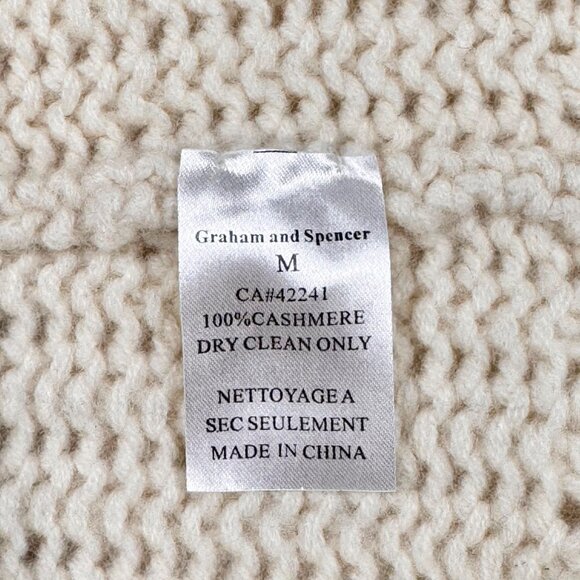 Graham and Spencer
M
CA#42241
100%CASHMERE
DRY CLEAN ONLY
NETTOYAGE A
SEC SEULEMENT
MADE IN CHINA